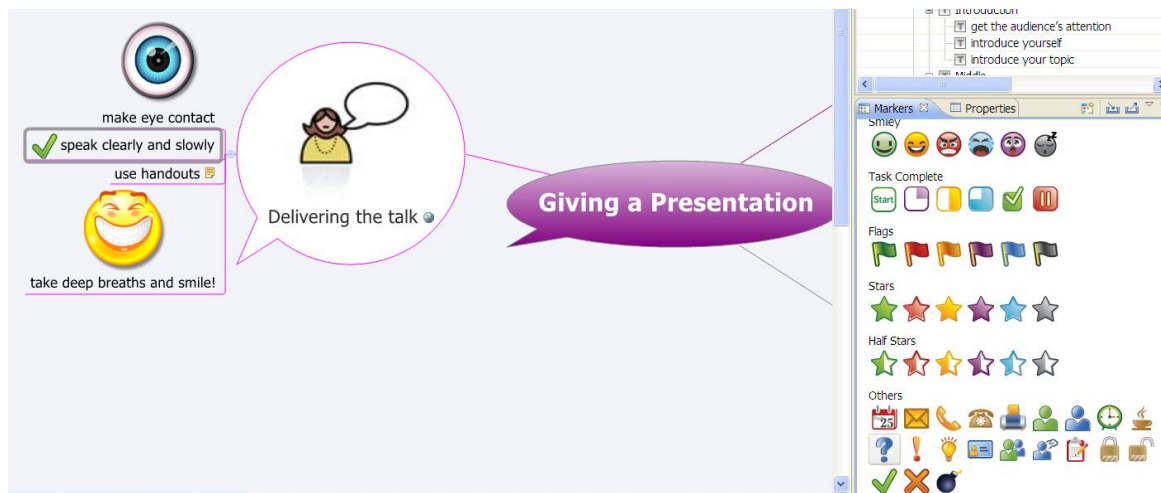 make eye contact
speak clearly and slowly
use handouts
take deep breaths and smile!
Delivering the talk
Giving a Presentation
Introduction
get the audience's attention
introduce yourself
introduce your topic
Middle
Markers
Properties
Smiley
Task Complete
Start
Flags
Stars
Half Stars
Others
25